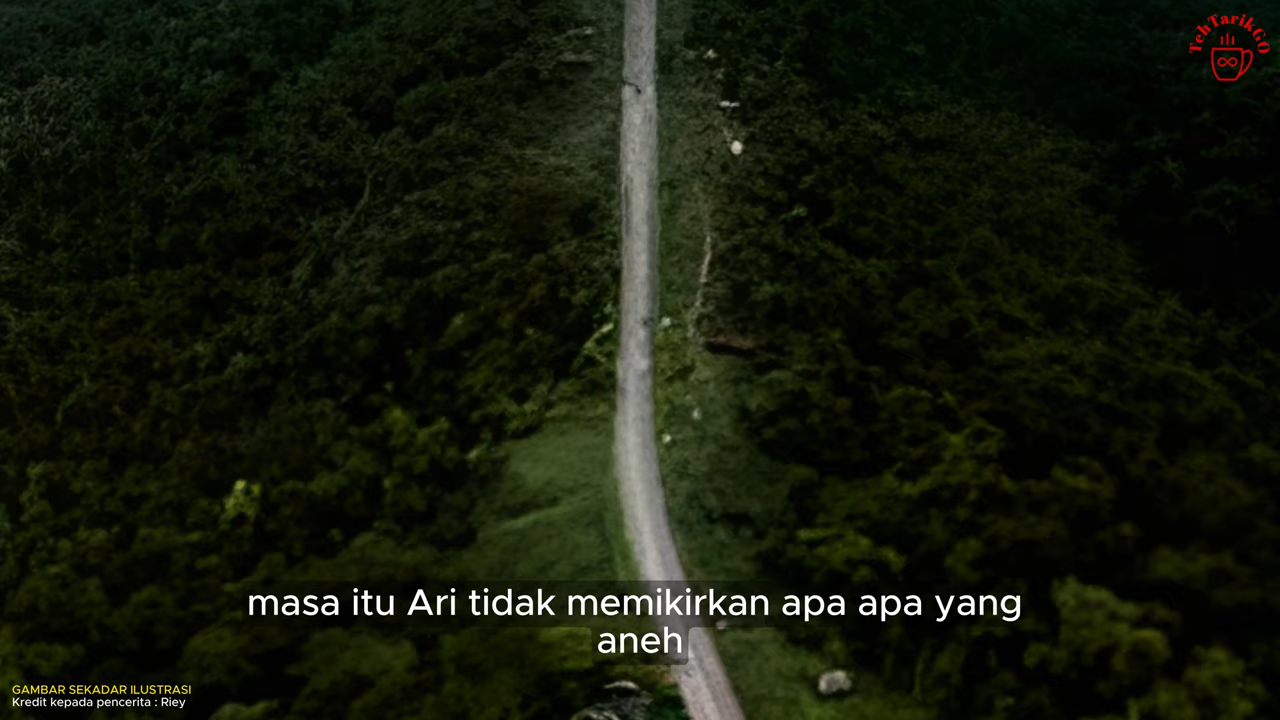 TehTarikGO
masa itu Ari tidak memikirkan apa apa yang
aneh
GAMBAR SEKADAR ILUSTRASI
Kredit kepada pencerita : Riey